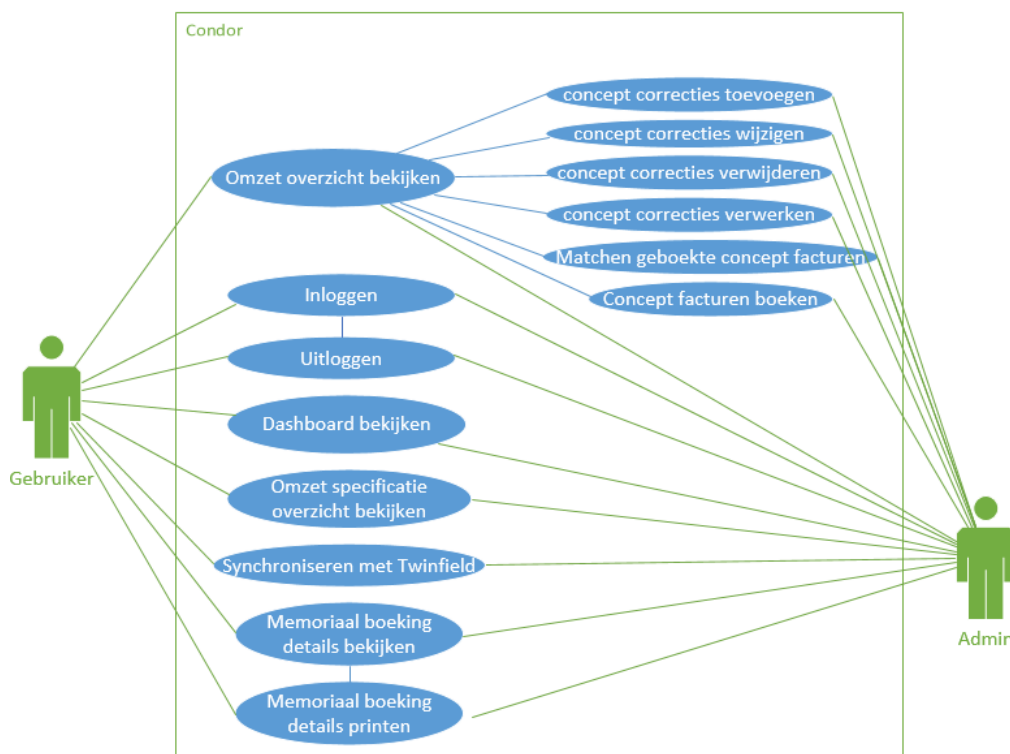 Condor
concept correcties toevoegen
concept correcties wijzigen
Omzet overzicht bekijken
concept correcties verwijderen
concept correcties verwerken
Matchen geboekte concept facturen
Inloggen
Concept facturen boeken
Uitloggen
Dashboard bekijken
Gebruiker
Omzet specificatie
overzicht bekijken
Synchroniseren met Twinfield
Memoriaal boeking
details bekijken
Admin
Memoriaal boeking
details printen